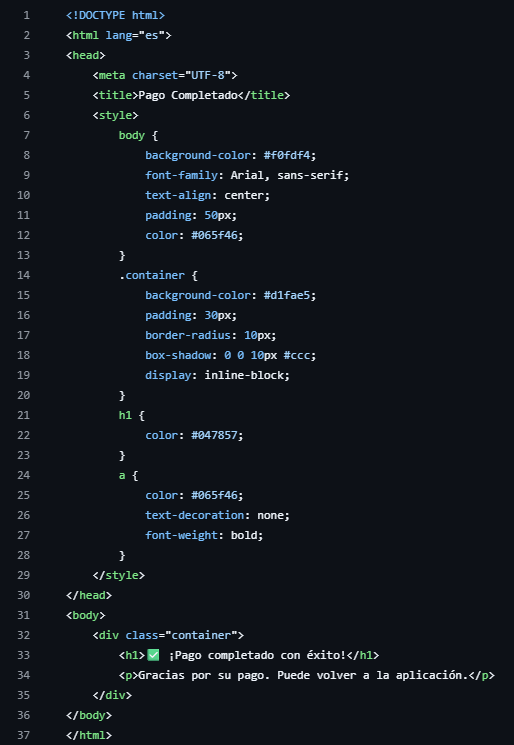 1 <!DOCTYPE html>
2 <html lang="es">
3 <head>
4     <meta charset="UTF-8">
5     <title>Pago Completado</title>
6     <style>
7         body {
8             background-color: #f0fdf4;
9             font-family: Arial, sans-serif;
10             text-align: center;
11             padding: 50px;
12             color: #065f46;
13         }
14         .container {
15             background-color: #d1fae5;
16             padding: 30px;
17             border-radius: 10px;
18             box-shadow: 0 0 10px #ccc;
19             display: inline-block;
20         }
21         h1 {
22             color: #047857;
23         }
24         a {
25             color: #065f46;
26             text-decoration: none;
27             font-weight: bold;
28         }
29     </style>
30 </head>
31 <body>
32     <div class="container">
33         <h1>✅ ¡Pago completado con éxito!</h1>
34         <p>Gracias por su pago. Puede volver a la aplicación.</p>
35     </div>
36 </body>
37 </html>